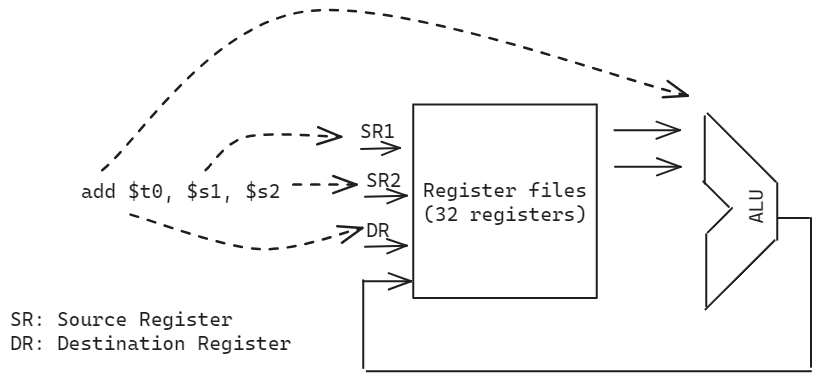 SR1
SR2
add $t0, $s1, $s2
Register files
(32 registers)
ALU
DR
SR: Source Register
DR: Destination Register